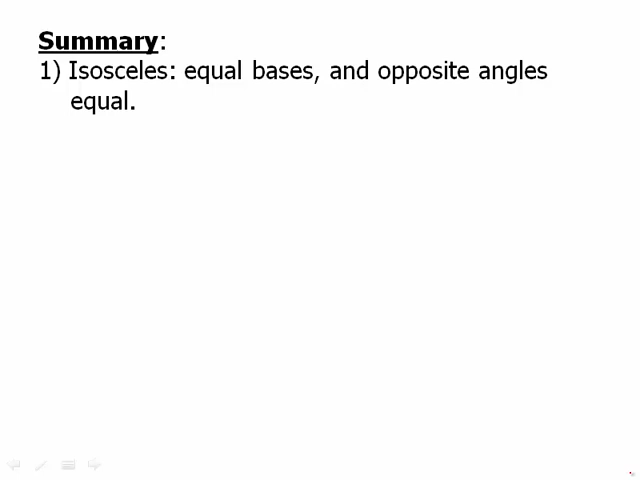 Summary:
1) Isosceles: equal bases, and opposite angles
equal.